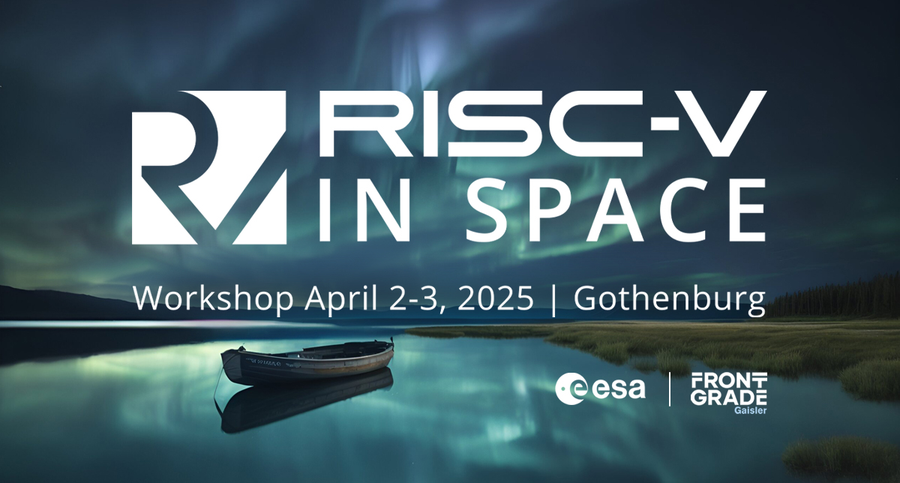 RISC-V
IN SPACE
Workshop April 2-3, 2025 | Gothenburg
esa
FRONT
GRADE
Gaisler